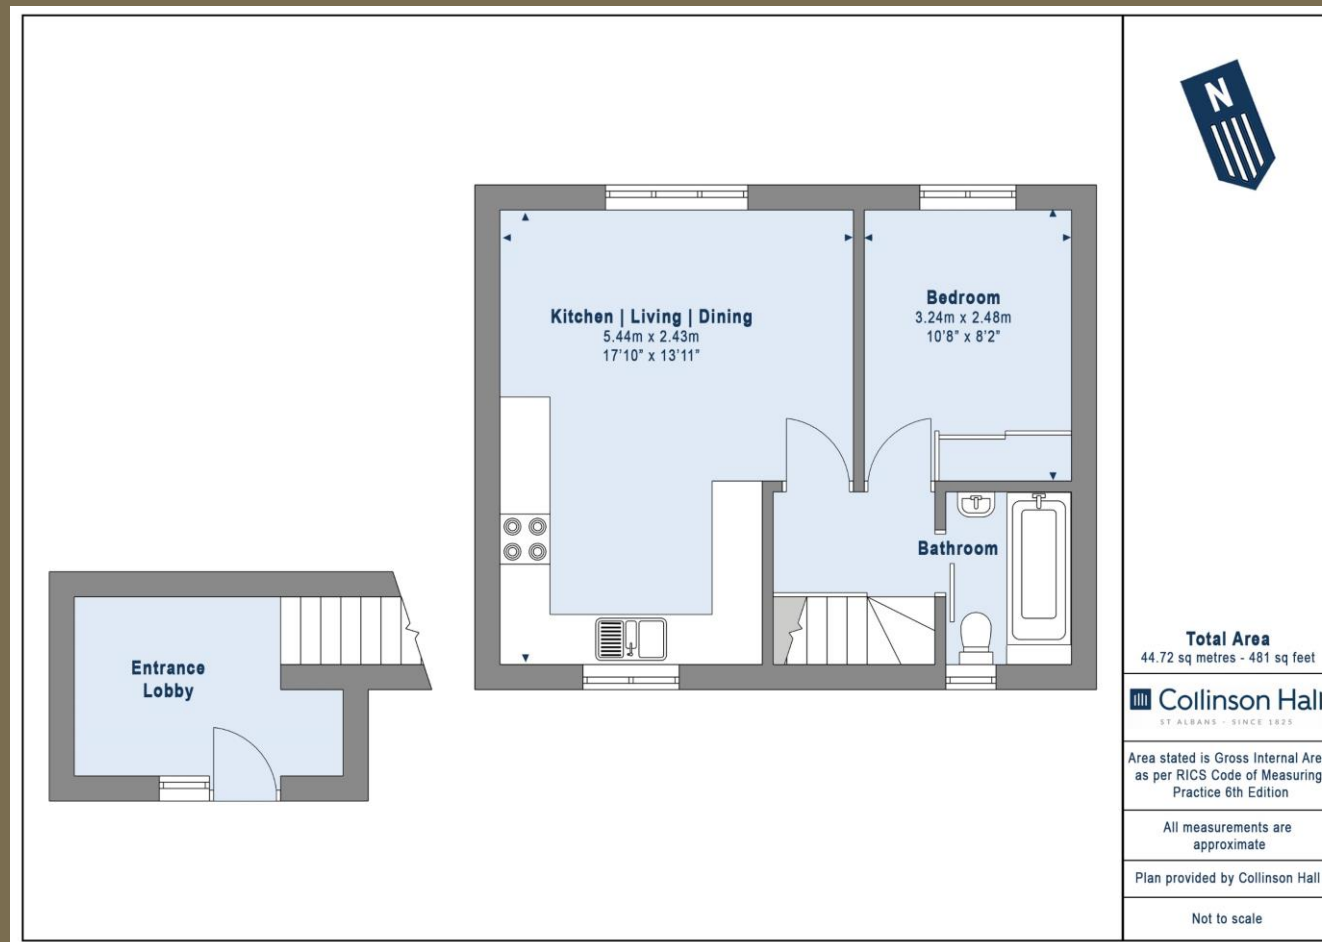 N
Kitchen | Living | Dining
5.44m x 2.43m
17'10" x 13'11"
Bedroom
3.24m x 2.48m
10'8" x 8'2"
Bathroom
Entrance
Lobby
Total Area
44.72 sq metres - 481 sq feet
Collinson Hall
ST ALBANS - SINCE 1825
Area stated is Gross Internal Are
as per RICS Code of Measuring
Practice 6th Edition
All measurements are
approximate
Plan provided by Collinson Hall
Not to scale